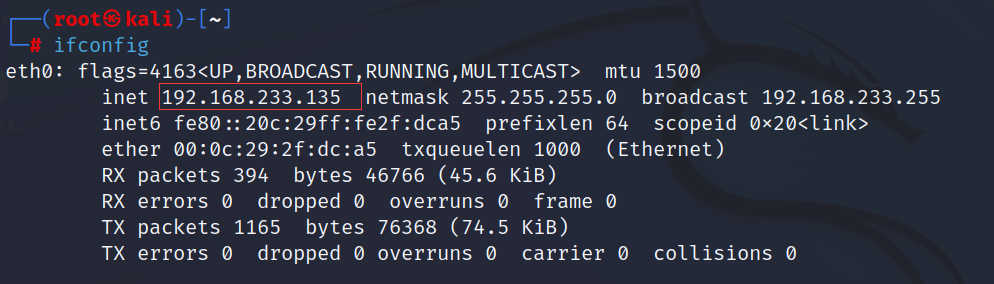 ┌──(root㉿kali)-[~]
└─# ifconfig
eth0: flags=4163<UP,BROADCAST,RUNNING,MULTICAST>  mtu 1500
        inet 192.168.233.135  netmask 255.255.255.0  broadcast 192.168.233.255
        inet6 fe80::20c:29ff:fe2f:dca5  prefixlen 64  scopeid 0×20<link>
        ether 00:0c:29:2f:dc:a5  txqueuelen 1000  (Ethernet)
        RX packets 394  bytes 46766 (45.6 KiB)
        RX errors 0  dropped 0  overruns 0  frame 0
        TX packets 1165  bytes 76368 (74.5 KiB)
        TX errors 0  dropped 0 overruns 0  carrier 0  collisions 0